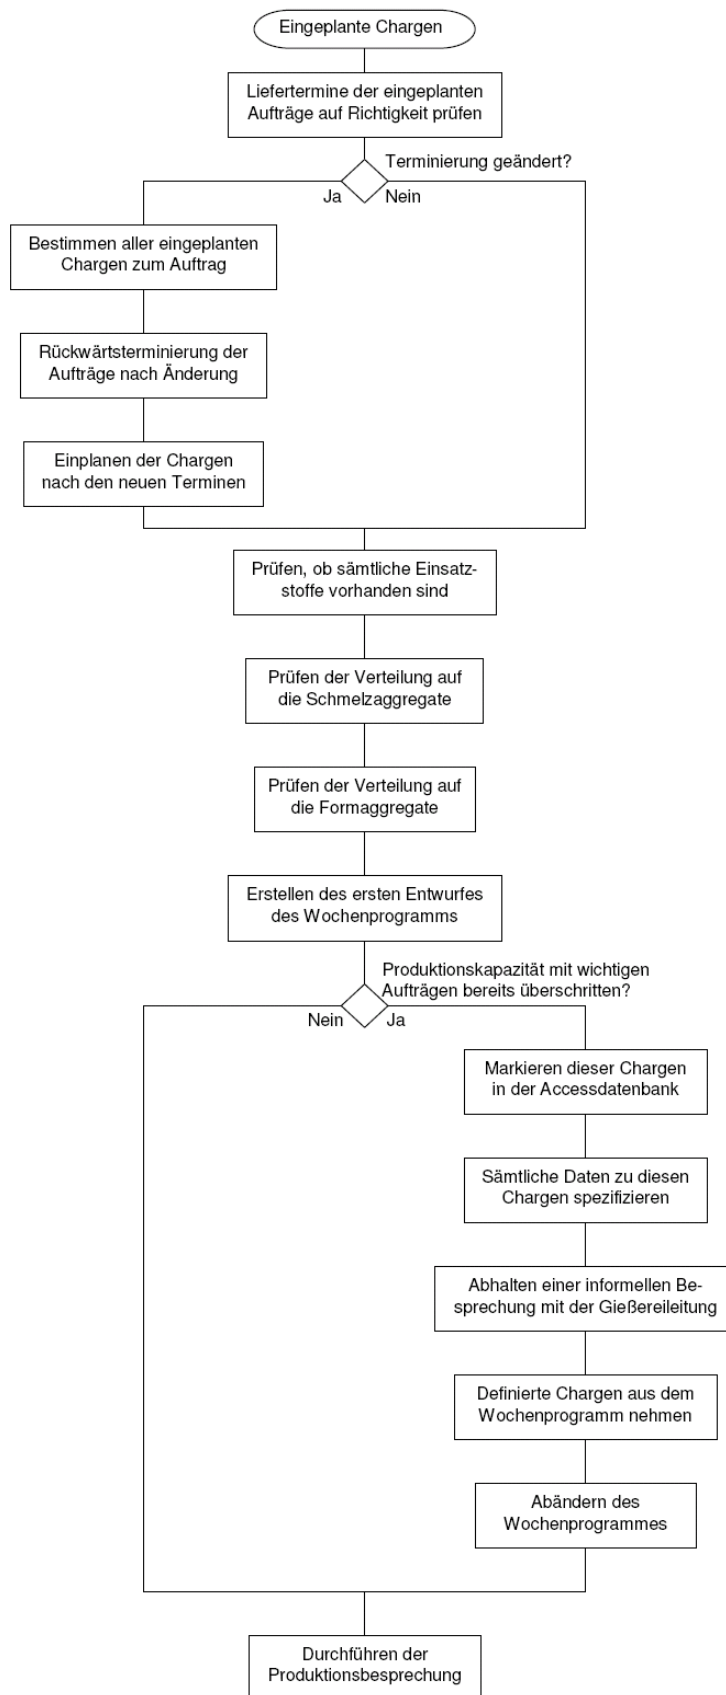 Eingeplante Chargen
Liefertermine der eingeplanten
Aufträge auf Richtigkeit prüfen
Terminierung geändert?
Ja
Nein
Bestimmen aller eingeplanten
Chargen zum Auftrag
Rückwärtsterminierung der
Aufträge nach Änderung
Einplanen der Chargen
nach den neuen Terminen
Prüfen, ob sämtliche Einsatz-
stoffe vorhanden sind
Prüfen der Verteilung auf
die Schmelzaggregate
Prüfen der Verteilung auf
die Formaggregate
Erstellen des ersten Entwurfes
des Wochenprogramms
Produktionskapazität mit wichtigen
Aufträgen bereits überschritten?
Nein
Ja
Markieren dieser Chargen
in der Accessdatenbank
Sämtliche Daten zu diesen
Chargen spezifizieren
Abhalten einer informellen Be-
sprechung mit der Gießereileitung
Definierte Chargen aus dem
Wochenprogramm nehmen
Abändern des
Wochenprogrammes
Durchführen der
Produktionsbesprechung